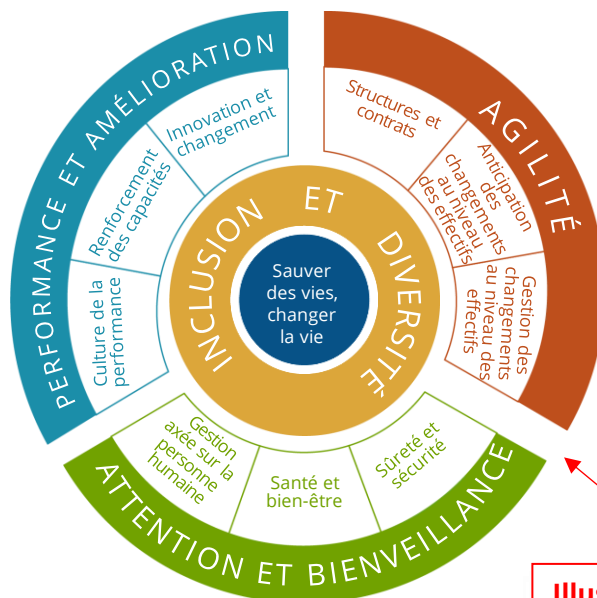 PERFORMANCE ET AMÉLIORATION
Innovation et
changement
Renforcement
des capacités
Culture de la
performance
AGILITÉ
Structures et
contrats
Anticipation
des
changements
au niveau
des effectifs
Gestion des
changements
au niveau des
effectifs
INCLUSION ET DIVERSITÉ
Sauver
des vies,
changer
la vie
ATTENTION ET BIENVEILLANCE
Gestion
axée sur la
personne
humaine
Santé et
bien-être
Sûreté et
sécurité